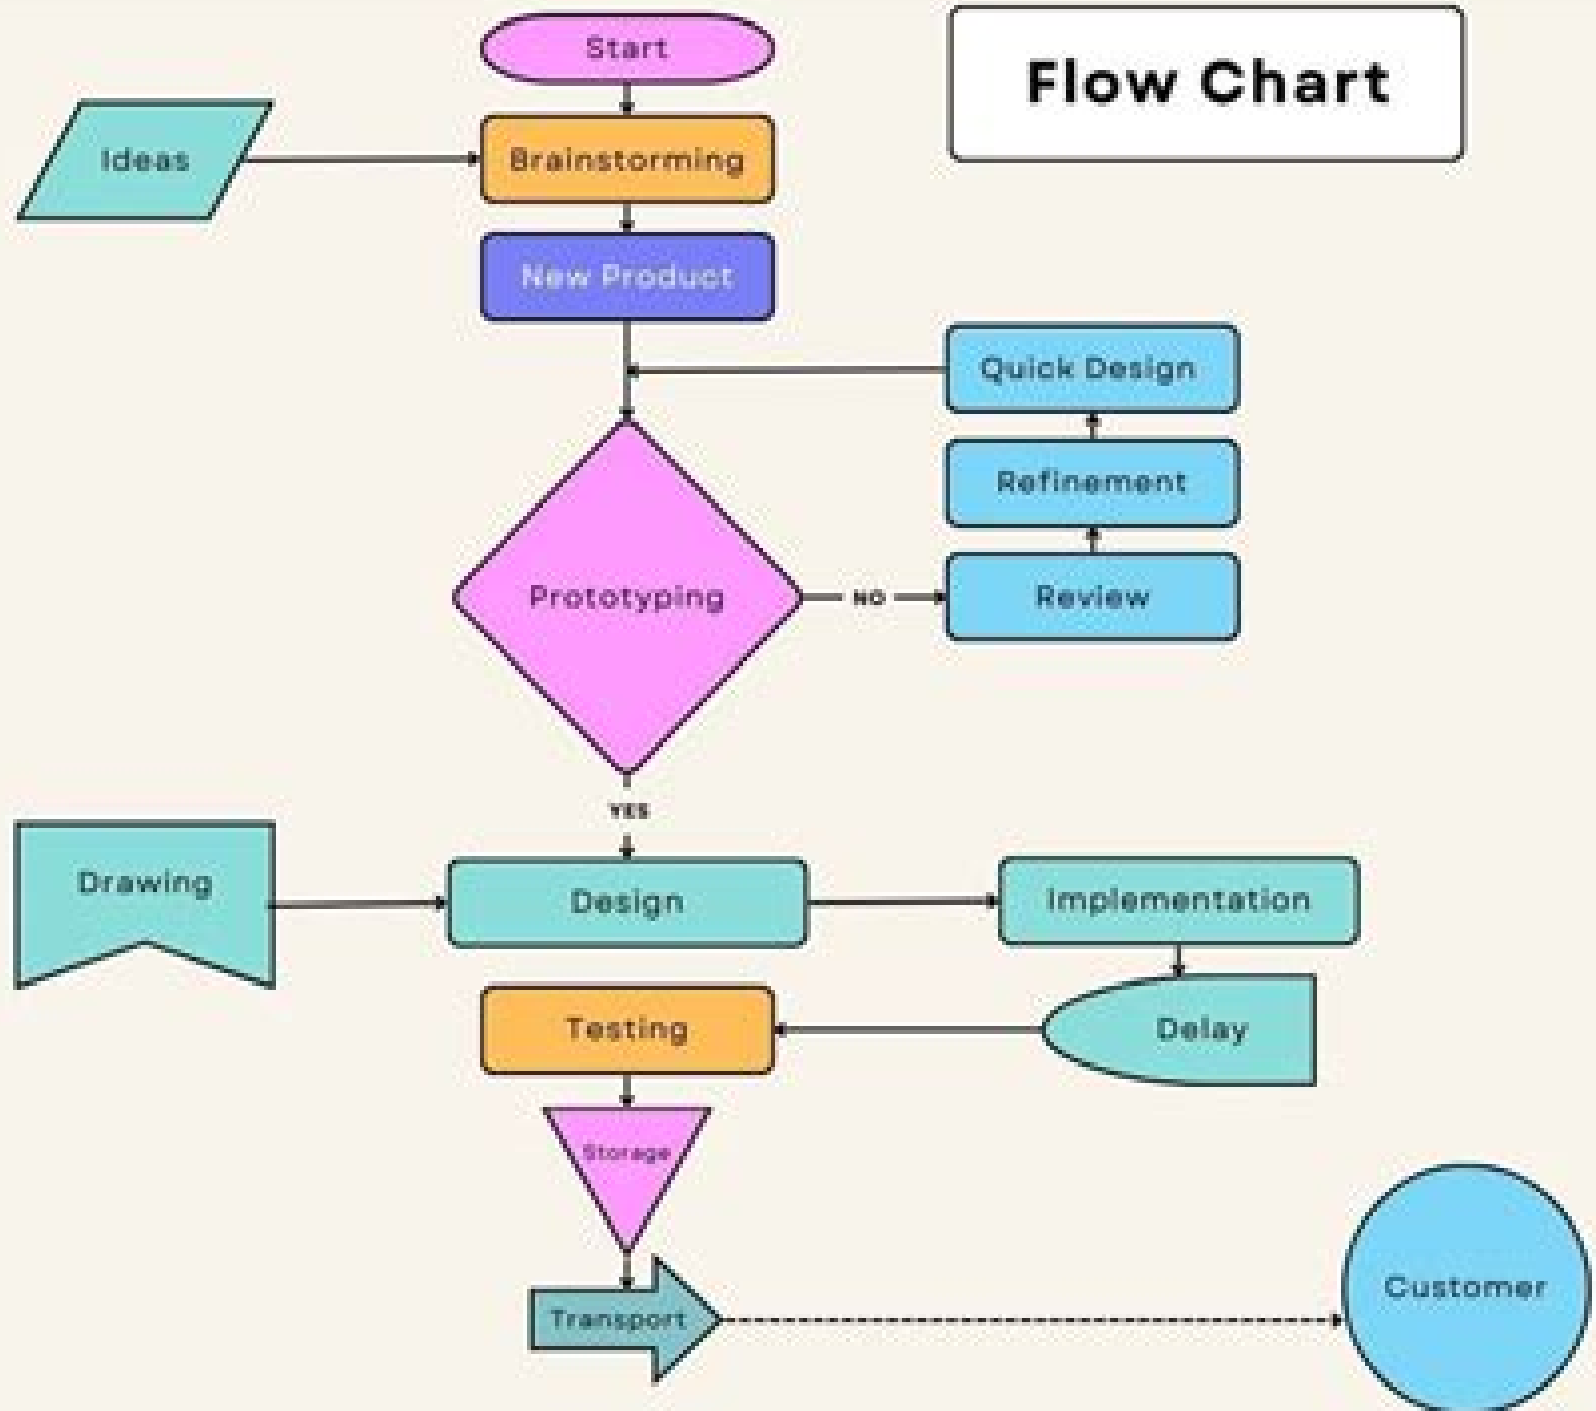 Start
Flow Chart
Ideas
Brainstorming
New Product
Quick Design
Refinement
Prototyping
NO
Review
YES
Drawing
Design
Implementation
Testing
Delay
Storage
Transport
Customer